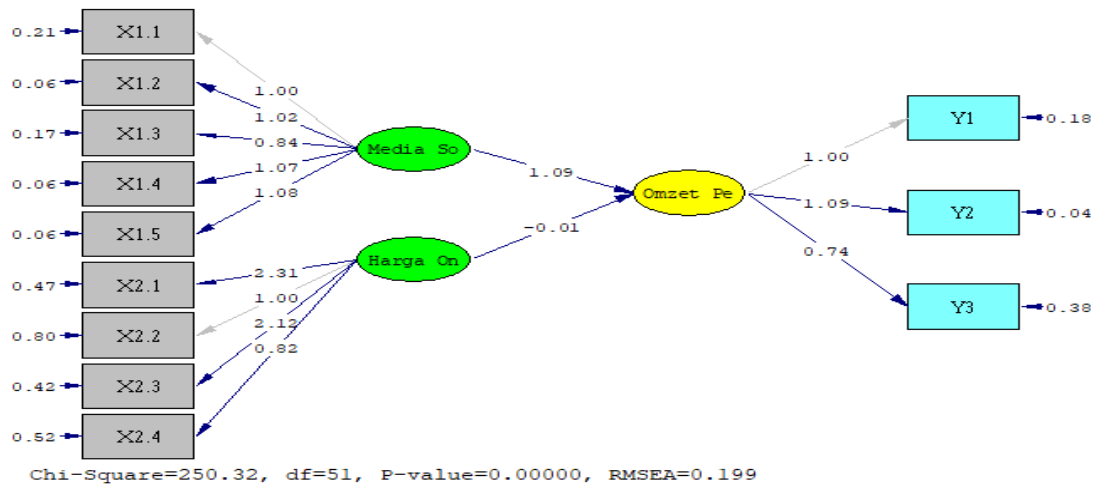 0.21 X1.1
0.06 X1.2
0.17 X1.3
0.06 X1.4
0.06 X1.5
0.47 X2.1
0.80 X2.2
0.42 X2.3
0.52 X2.4
1.00
1.02
0.84
1.07
1.08
2.31
1.00
2.12
0.82
Media So
Harga On
1.09
-0.01
Omzet Pe
1.00
1.09
0.74
Y1 0.18
Y2 0.04
Y3 0.38
Chi-Square=250.32, df=51, P-value=0.00000, RMSEA=0.199